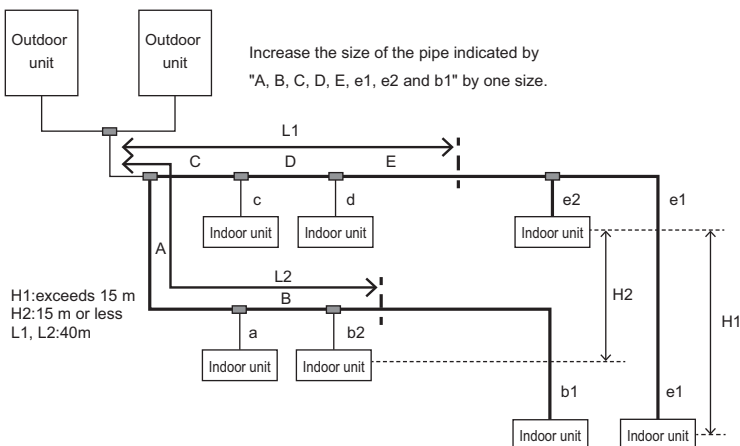 Outdoor
unit
Outdoor
unit
Increase the size of the pipe indicated by
"A, B, C, D, E, e1, e2 and b1" by one size.
L1
C
D
E
c
d
e2
e1
Indoor unit
Indoor unit
Indoor unit
A
L2
B
H1:exceeds 15 m
H2:15 m or less
L1, L2:40m
H2
H1
a
b2
Indoor unit
Indoor unit
b1
e1
Indoor unit
Indoor unit